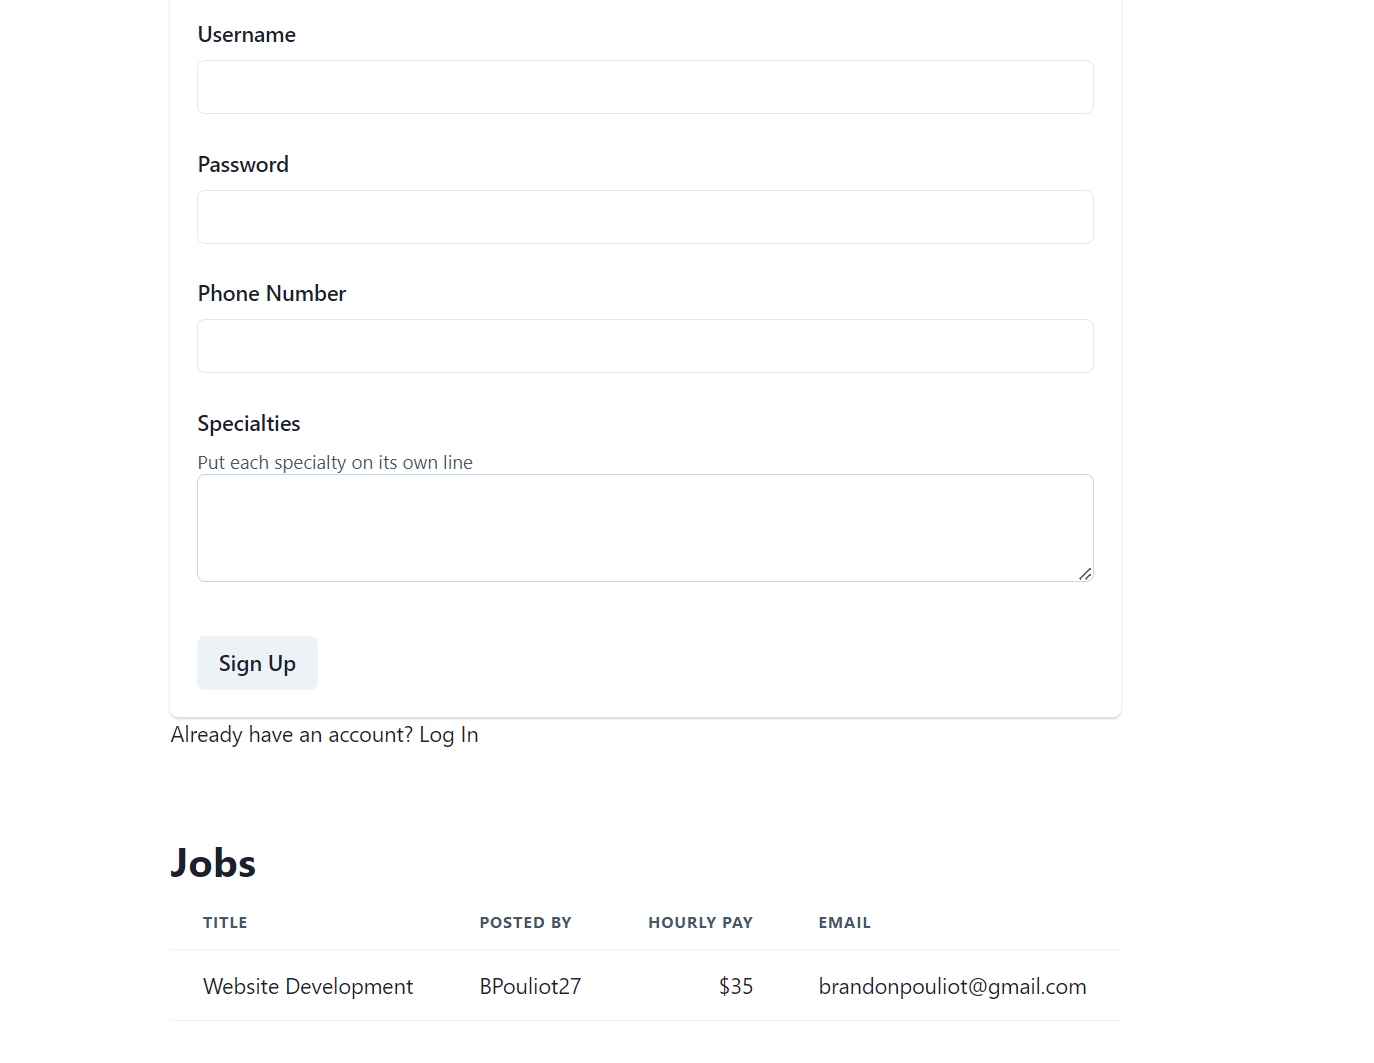 Username
Password
Phone Number
Specialties
Put each specialty on its own line
Sign Up
Already have an account? Log In
Jobs
TITLE POSTED BY HOURLY PAY EMAIL
Website Development BPouliot27 $35 brandonpouliot@gmail.com